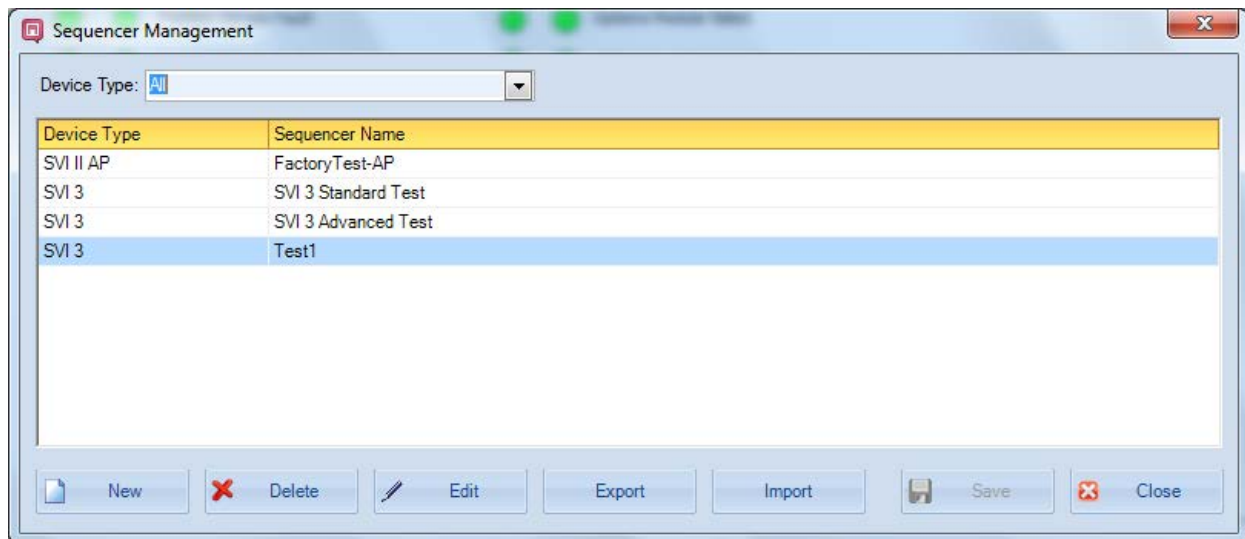 Sequencer Management
Device Type: All
Device Type Sequencer Name
SVI II AP FactoryTest-AP
SVI 3 SVI 3 Standard Test
SVI 3 SVI 3 Advanced Test
SVI 3 Test1
New Delete Edit Export Import Save Close